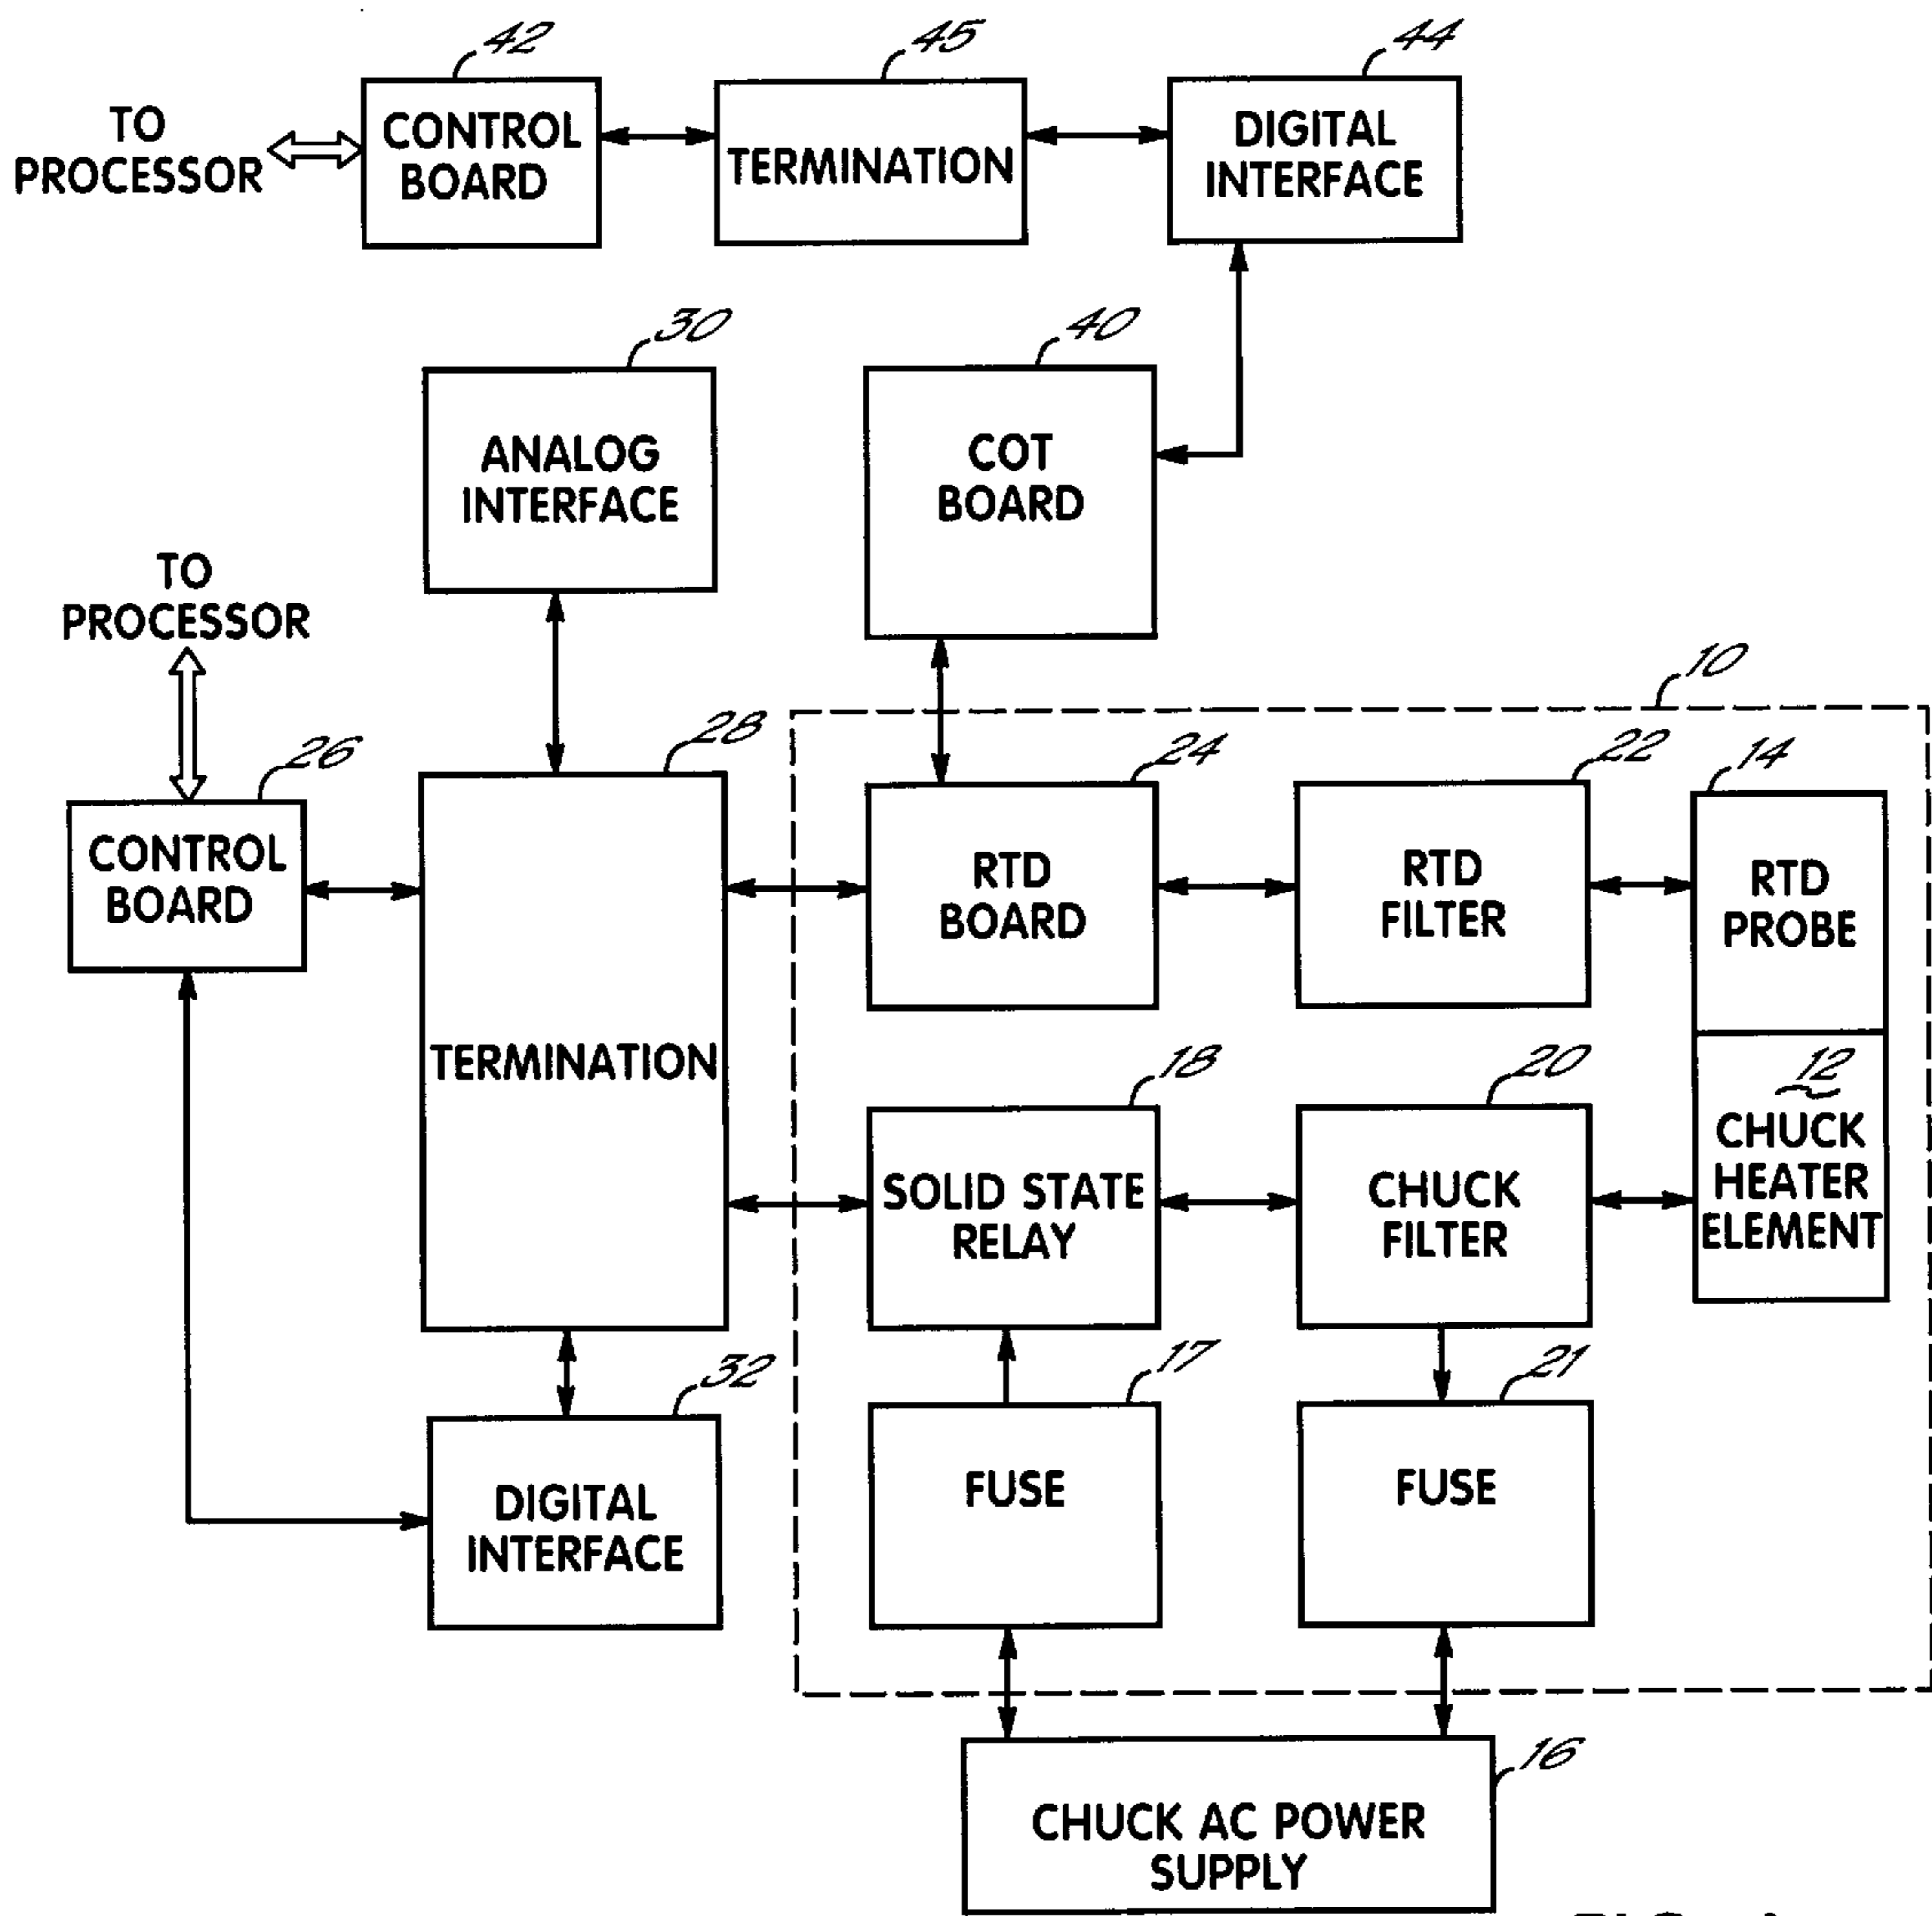 42
45
44
TO
PROCESSOR
CONTROL
BOARD
TERMINATION
DIGITAL
INTERFACE
30
40
ANALOG
INTERFACE
COT
BOARD
TO
PROCESSOR
10
26
28
24
22
14
CONTROL
BOARD
RTD
BOARD
RTD
FILTER
RTD
PROBE
TERMINATION
18
20
12
SOLID STATE
RELAY
CHUCK
FILTER
CHUCK
HEATER
ELEMENT
32
17
21
DIGITAL
INTERFACE
FUSE
FUSE
16
CHUCK AC POWER
SUPPLY